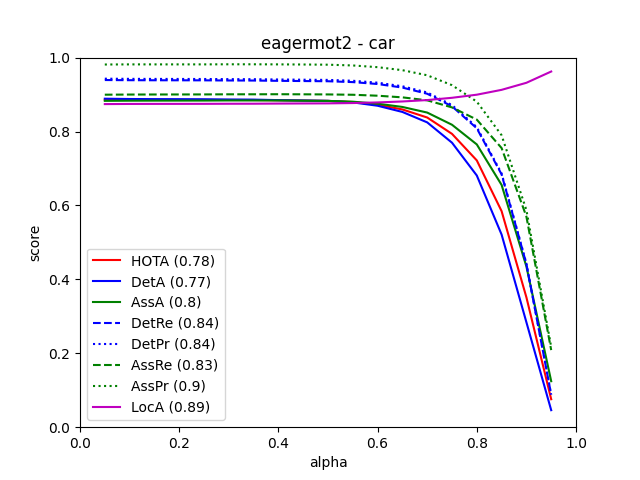 eagermot2 - car
1.0
0.8
0.6
0.4
0.2
0.0
score
HOTA (0.78)
DetA (0.77)
AssA (0.8)
DetRe (0.84)
DetPr (0.84)
AssRe (0.83)
AssPr (0.9)
LocA (0.89)
0.0 0.2 0.4 0.6 0.8 1.0
alpha